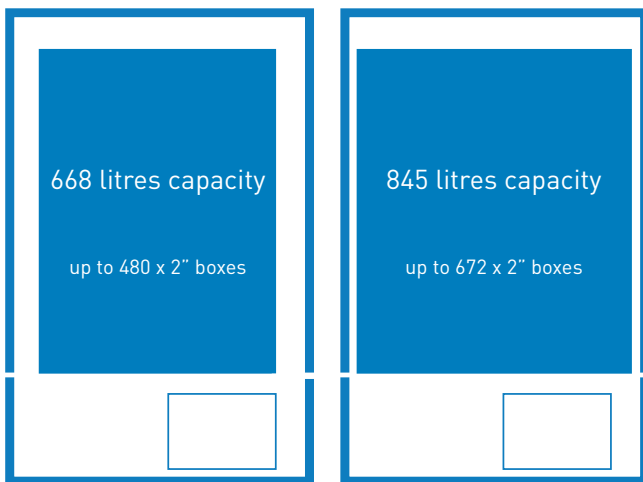 668 litres capacity
up to 480 x 2” boxes
845 litres capacity
up to 672 x 2” boxes